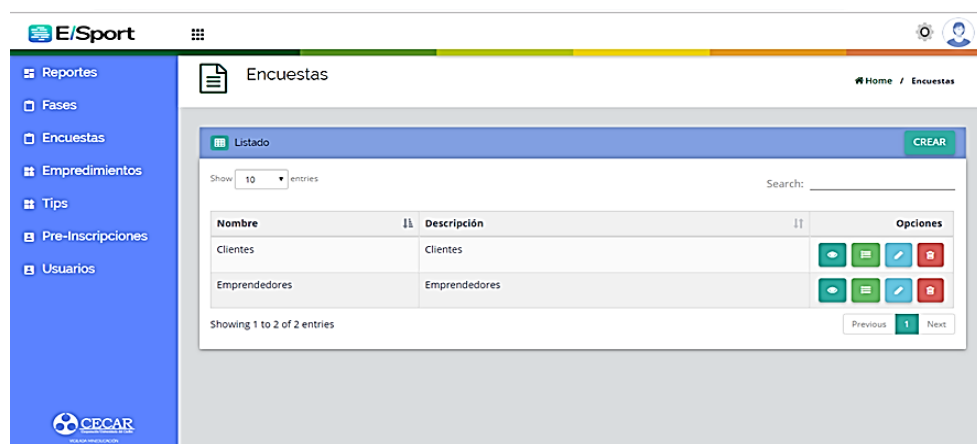 E/Sport
Reportes
Fases
Encuestas
Empredimientos
Tips
Pre-Inscripciones
Usuarios
CECAR
Encuestas
Home / Encuestas
Listado
CREAR
Show 10 entries
Search:
Nombre Descripción Opciones
Clientes Clientes
Emprendedores Emprendedores
Showing 1 to 2 of 2 entries
Previous 1 Next